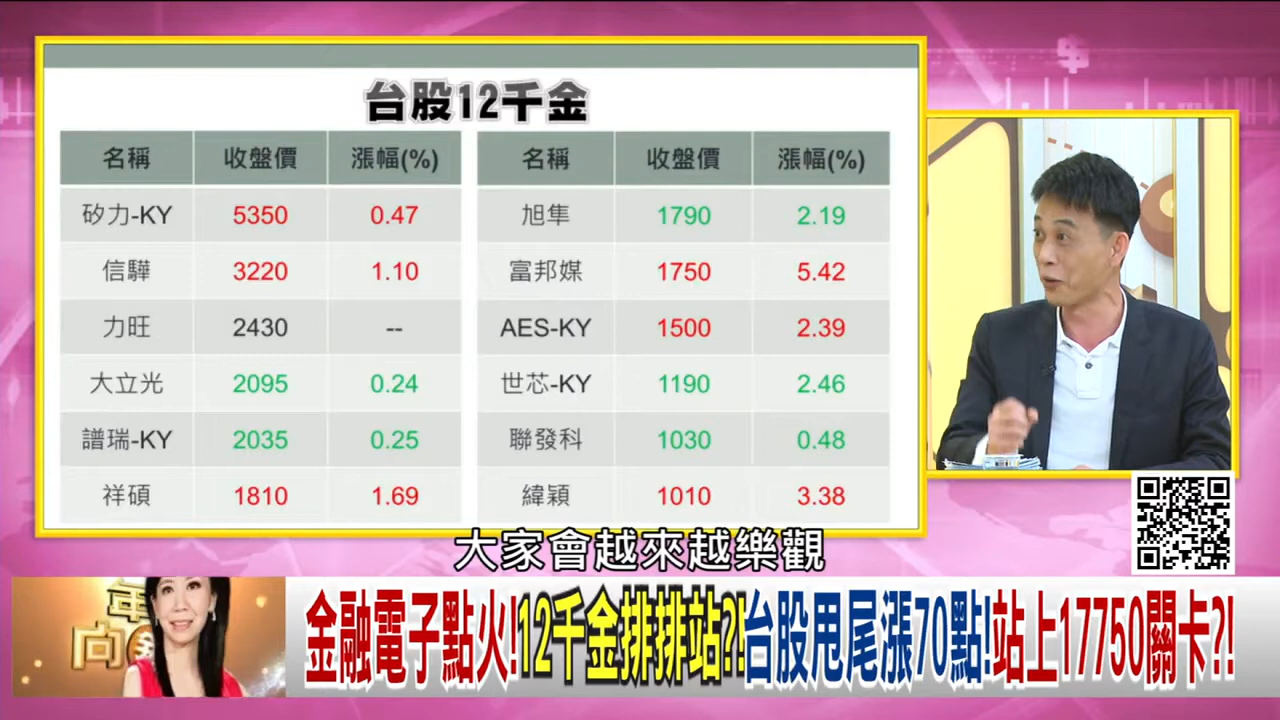 台股12千金
名稱 收盤價 漲幅(%) 名稱 收盤價 漲幅(%)
矽力-KY 5350 0.47 旭隼 1790 2.19
信驊 3220 1.10 富邦媒 1750 5.42
力旺 2430 -- AES-KY 1500 2.39
大立光 2095 0.24 世芯-KY 1190 2.46
譜瑞-KY 2035 0.25 聯發科 1030 0.48
祥碩 1810 1.69 緯穎 1010 3.38
大家會越來越樂觀
金融電子點火!12千金排排站?!台股甩尾漲70點!站上17750關卡?!